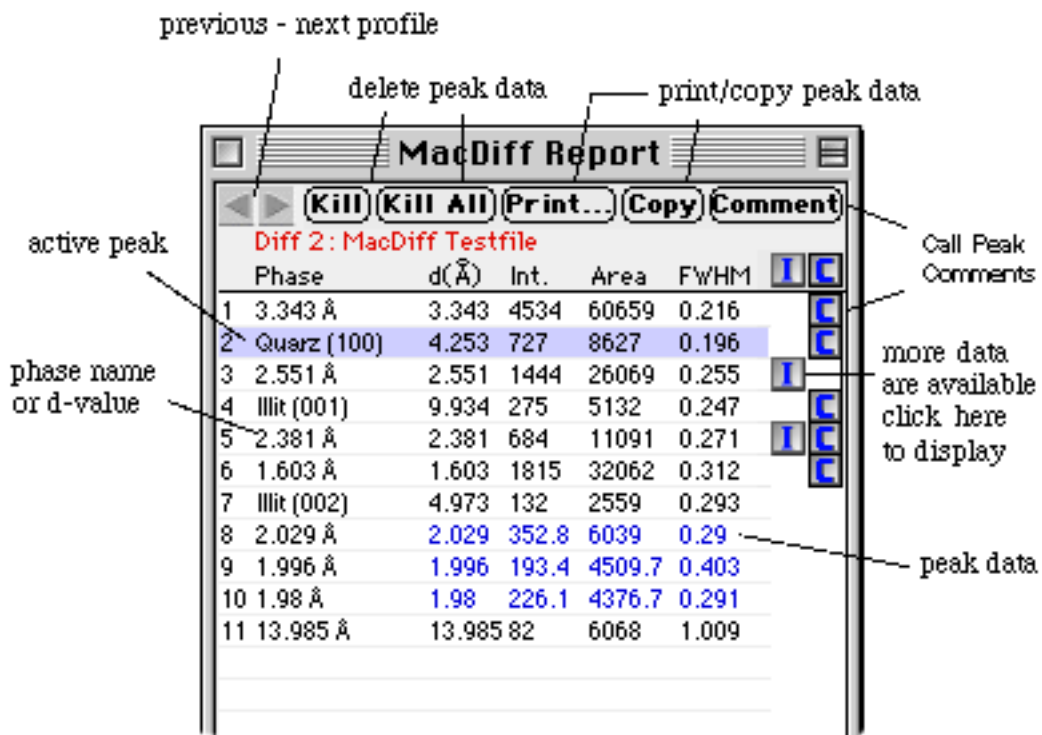 previous - next profile
delete peak data
print/copy peak data
MacDiff Report
Kill Kill All Print... Copy Comment
active peak
Diff 2: MacDiff Testfile
Call Peak
Comments
Phase d(Å) Int. Area FWHM I C
1 3.343 Å 3.343 4534 60659 0.216 C
2 Quarz (100) 4.253 727 8627 0.196 C
phase name
or d-value
more data
are available
click here
to display
3 2.551 Å 2.551 1444 26069 0.255 I
4 Illit (001) 9.934 275 5132 0.247 C
5 2.381 Å 2.381 684 11091 0.271 I C
6 1.603 Å 1.603 1815 32062 0.312 C
7 Illit (002) 4.973 132 2559 0.293
8 2.029 Å 2.029 352.8 6039 0.29
peak data
9 1.996 Å 1.996 193.4 4509.7 0.403
10 1.98 Å 1.98 226.1 4376.7 0.291
11 13.985 Å 13.985 82 6068 1.009